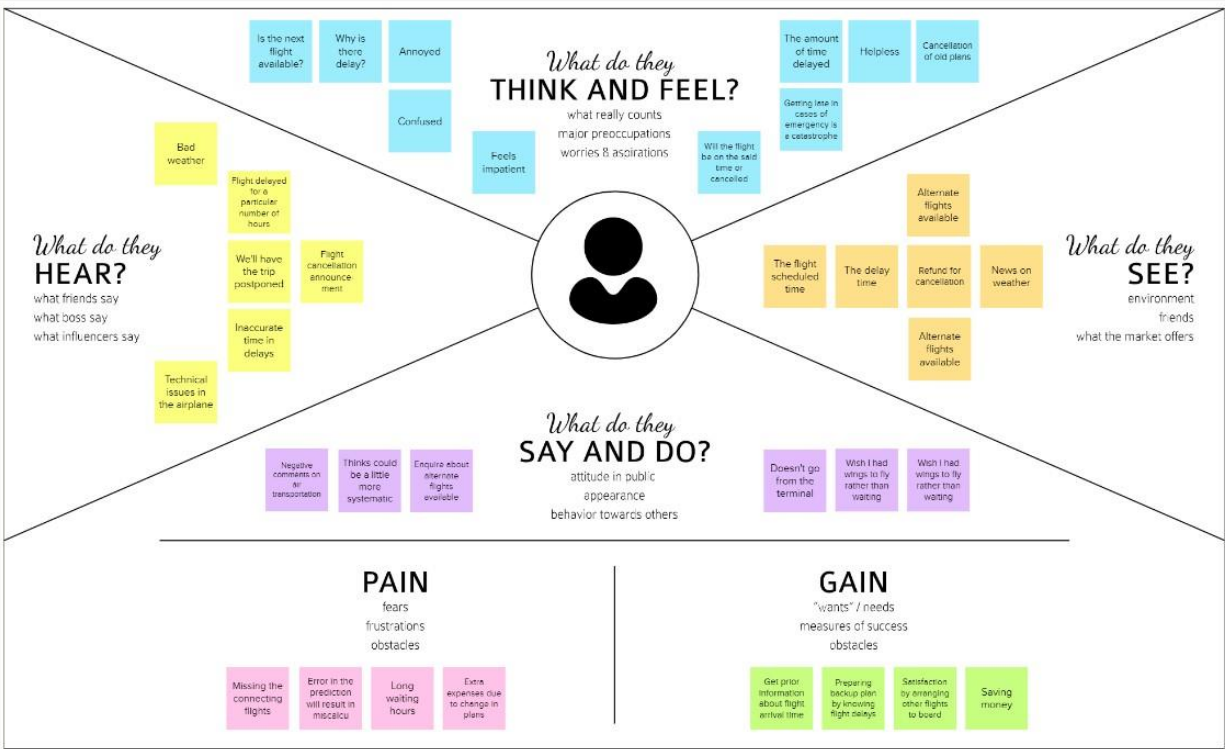 Is the next
flight
available?
Why is
there
delay?
Annoyed
Confused
Feels
impatient
What do they
THINK AND FEEL?
what really counts
major preoccupations
worries & aspirations
The amount
of time
delayed
Helpless
Cancellation
of old plans
Getting late in
cases of
emergency is
a catastrophe
Will the flight
be on the said
time or
cancelled
What do they
HEAR?
what friends say
what boss say
what influencers say
Bad
weather
Flight delayed
for a
particular
number of
hours
We'll have
the trip
postponed
Flight
cancellation
announce-
ment
Inaccurate
time in
delays
Technical
issues in
the airplane
Alternate
flights
available
The flight
scheduled
time
The delay
time
Refund for
cancellation
News on
weather
Alternate
flights
available
What do they
SEE?
environment
friends
what the market offers
What do they
SAY AND DO?
attitude in public
appearance
behavior towards others
Negative
comments on
air
transportation
Thinks could
be a little
more
systematic
Enquire about
alternate
flights
available
Doesn't go
from the
terminal
Wish I had
wings to fly
rather than
waiting
Wish I had
wings to fly
rather than
waiting
PAIN
fears
frustrations
obstacles
Missing the
connecting
flights
Error in the
prediction
will result in
miscalcu
Long
waiting
hours
Extra
expenses due
to change in
plans
GAIN
"wants" / needs
measures of success
obstacles
Get prior
information
about flight
arrival time
Preparing
backup plan
by knowing
flight delays
Satisfaction
by arranging
other flights
to board
Saving
money